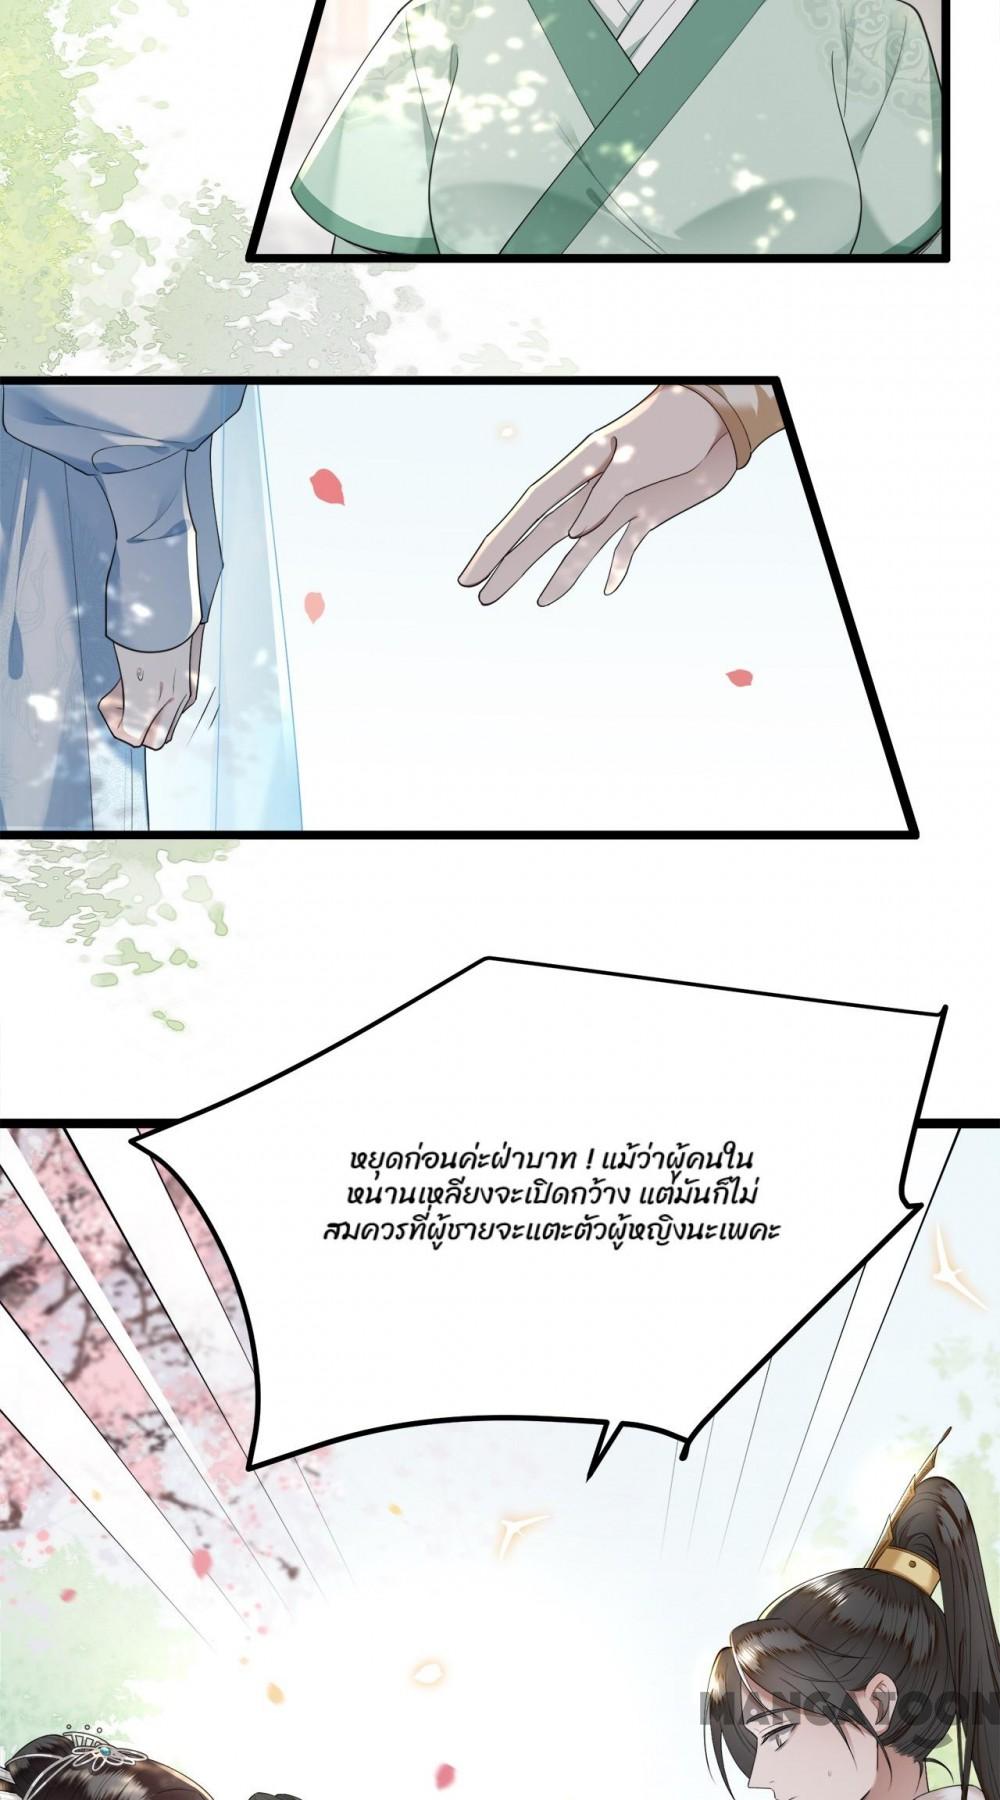 หยุดก่อนค่ะฝ่าบาท ! แม้ว่าผู้คนใน
หนานเหลียงจะเปิดกว้าง แต่มันก็ไม่
สมควรที่ผู้ชายจะแตะตัวผู้หญิงนะเพคะ
MANGATOON